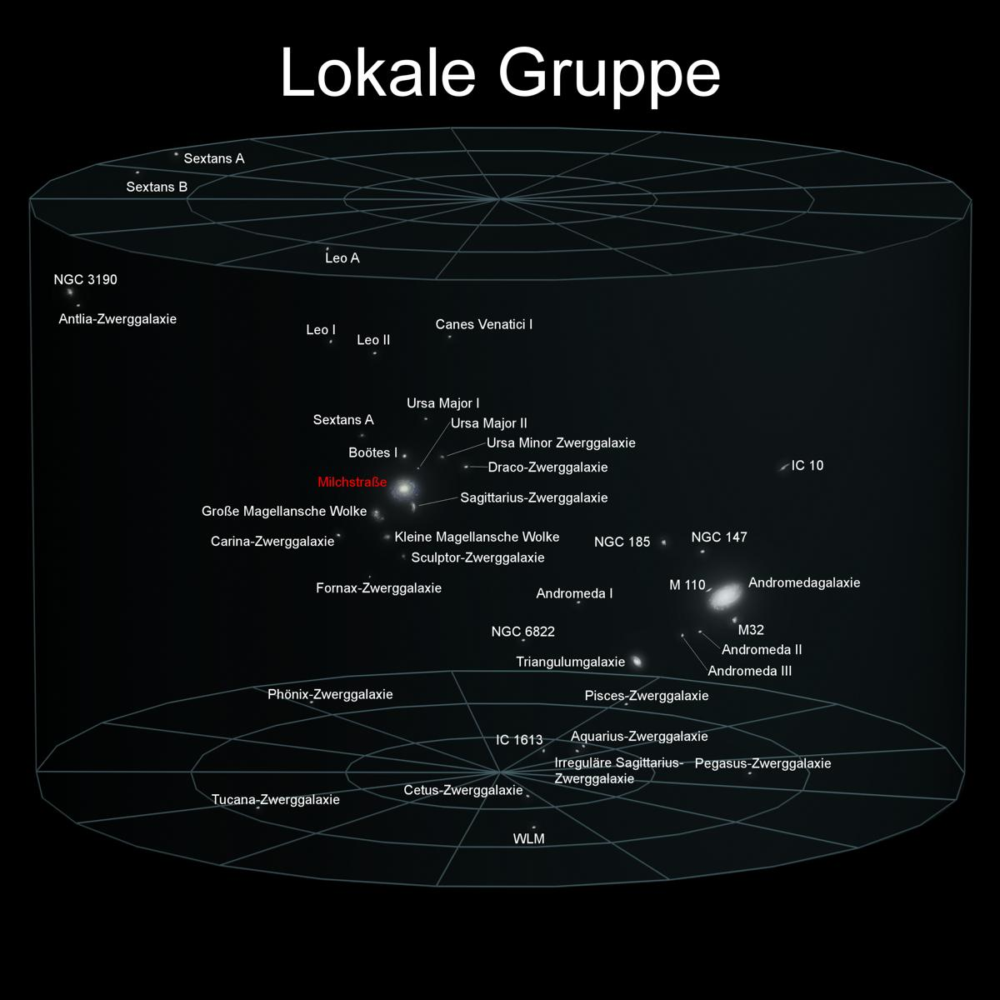 Lokale Gruppe
Sextans A
Sextans B
Leo A
NGC 3190
Antlia-Zwerggalaxie
Leo I
Leo II
Canes Venatici I
Ursa Major I
Sextans A
Ursa Major II
Ursa Minor Zwerggalaxie
Boötes I
Draco-Zwerggalaxie
IC 10
Milchstraße
Sagittarius-Zwerggalaxie
Große Magellansche Wolke
Carina-Zwerggalaxie
Kleine Magellansche Wolke
NGC 185
NGC 147
Sculptor-Zwerggalaxie
Fornax-Zwerggalaxie
Andromeda I
M 110
Andromedagalaxie
NGC 6822
M32
Andromeda II
Triangulumgalaxie
Andromeda III
Phönix-Zwerggalaxie
Pisces-Zwerggalaxie
IC 1613
Aquarius-Zwerggalaxie
Irreguläre Sagittarius-
Zwerggalaxie
Pegasus-Zwerggalaxie
Cetus-Zwerggalaxie
Tucana-Zwerggalaxie
WLM